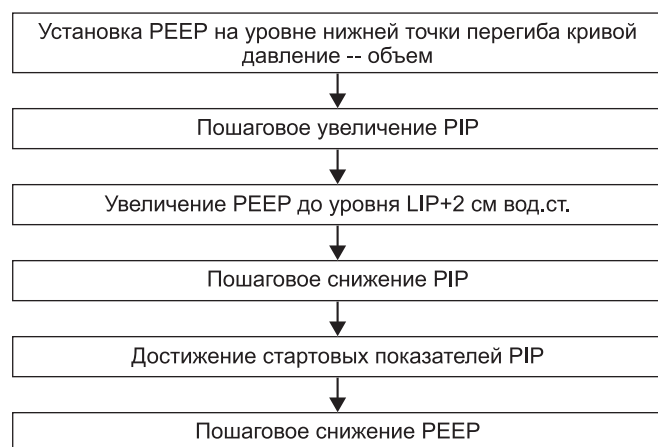 Установка PEEP на уровне нижней точки перегиба кривой
давление -- объем
Пошаговое увеличение PIP
Увеличение PEEP до уровня LIP+2 см вод.ст.
Пошаговое снижение PIP
Достижение стартовых показателей PIP
Пошаговое снижение PEEP